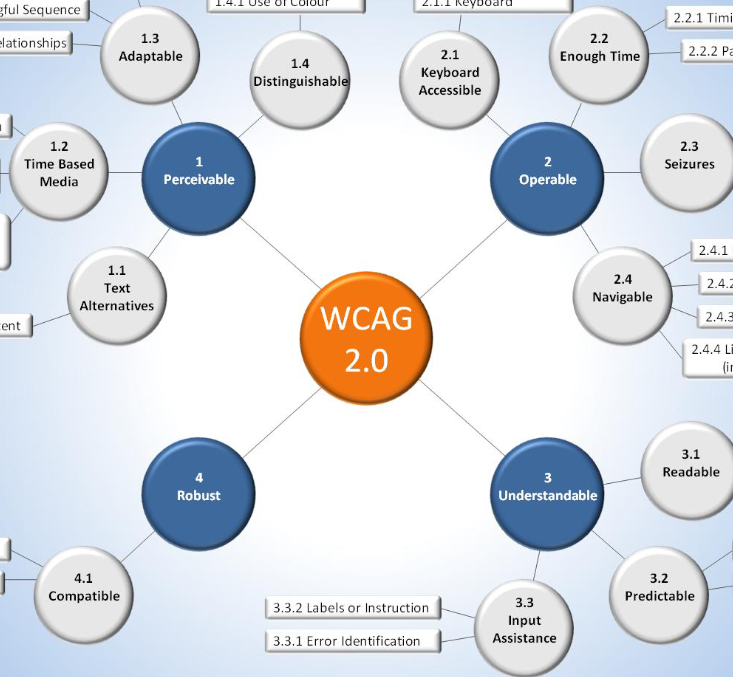 1.4.1 Use of Colour
2.1.1 Keyboard
gful Sequence
elationships
1.3
Adaptable
1.4
Distinguishable
2.1
Keyboard
Accessible
2.2
Enough Time
2.2.1 Timi
2.2.2 Pa
1.2
Time Based
Media
1
Perceivable
2
Operable
2.3
Seizures
1.1
Text
Alternatives
2.4
Navigable
2.4.1
2.4.2
2.4.3
2.4.4 Li
(i
tent
WCAG
2.0
4
Robust
3
Understandable
3.1
Readable
4.1
Compatible
3.2
Predictable
3.3
Input
Assistance
3.3.2 Labels or Instruction
3.3.1 Error Identification